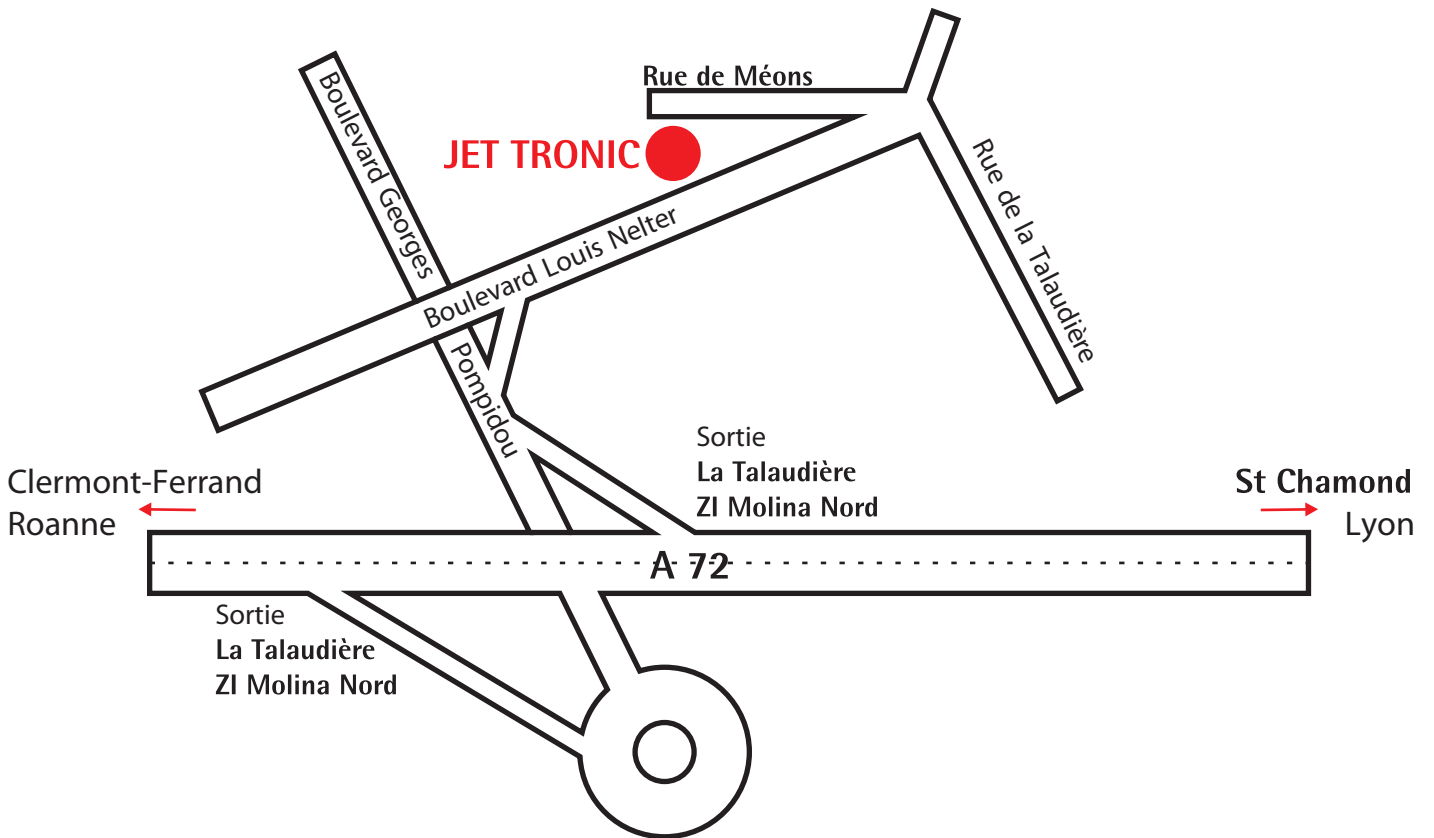 Rue de Méons
Boulevard Georges
JET TRONIC
Rue de la Talaudière
Boulevard Louis Nelter
Pompidou
Sortie
La Talaudière
ZI Molina Nord
Clermont-Ferrand
Roanne
St Chamond
Lyon
A 72
Sortie
La Talaudière
ZI Molina Nord